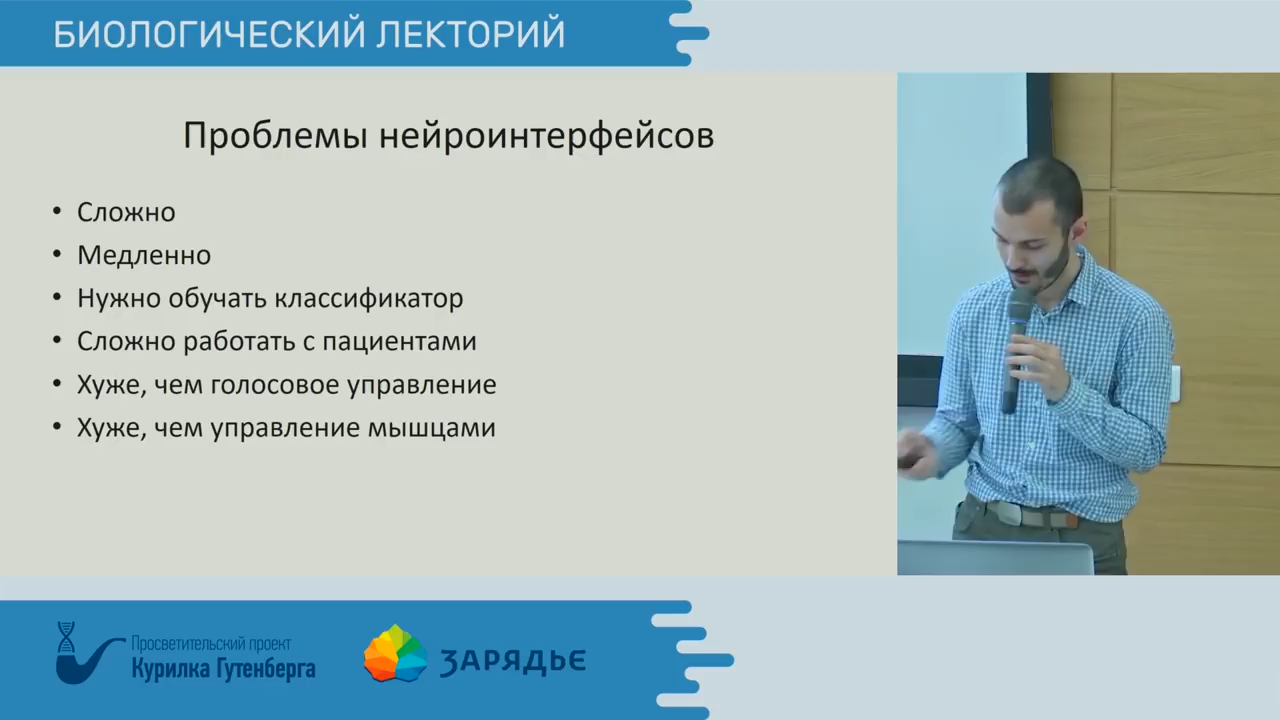 БИОЛОГИЧЕСКИЙ ЛЕКТОРИЙ
Проблемы нейроинтерфейсов
• Сложно
• Медленно
• Нужно обучать классификатор
• Сложно работать с пациентами
• Хуже, чем голосовое управление
• Хуже, чем управление мышцами
Просветительский проект
Курилка Гутенберга
ЗАРЯДЬЕ